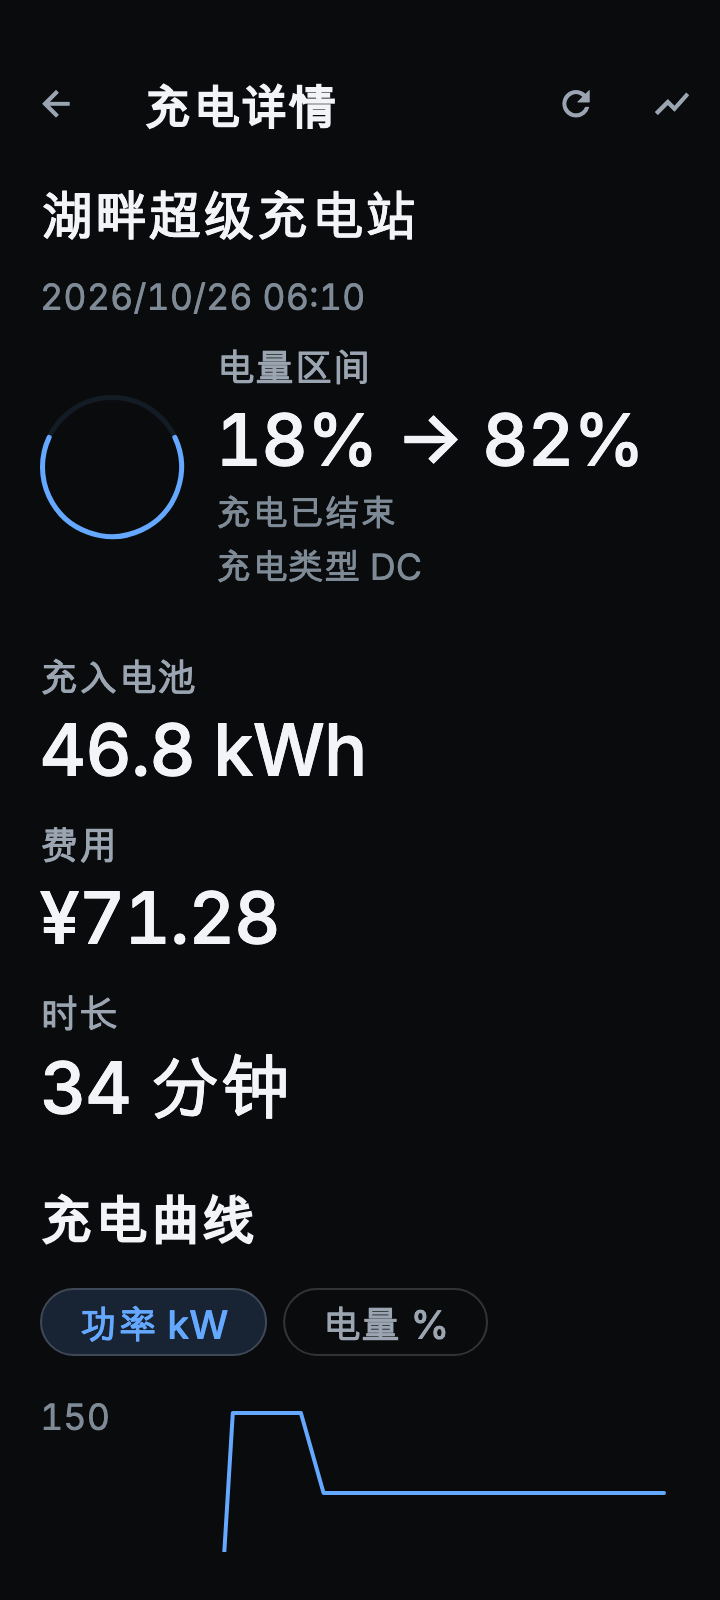 充电详情
湖畔超级充电站
2026/10/26 06:10
电量区间
18% → 82%
充电已结束
充电类型 DC
充入电池
46.8 kWh
费用
¥71.28
时长
34 分钟
充电曲线
功率 kW
电量 %
150